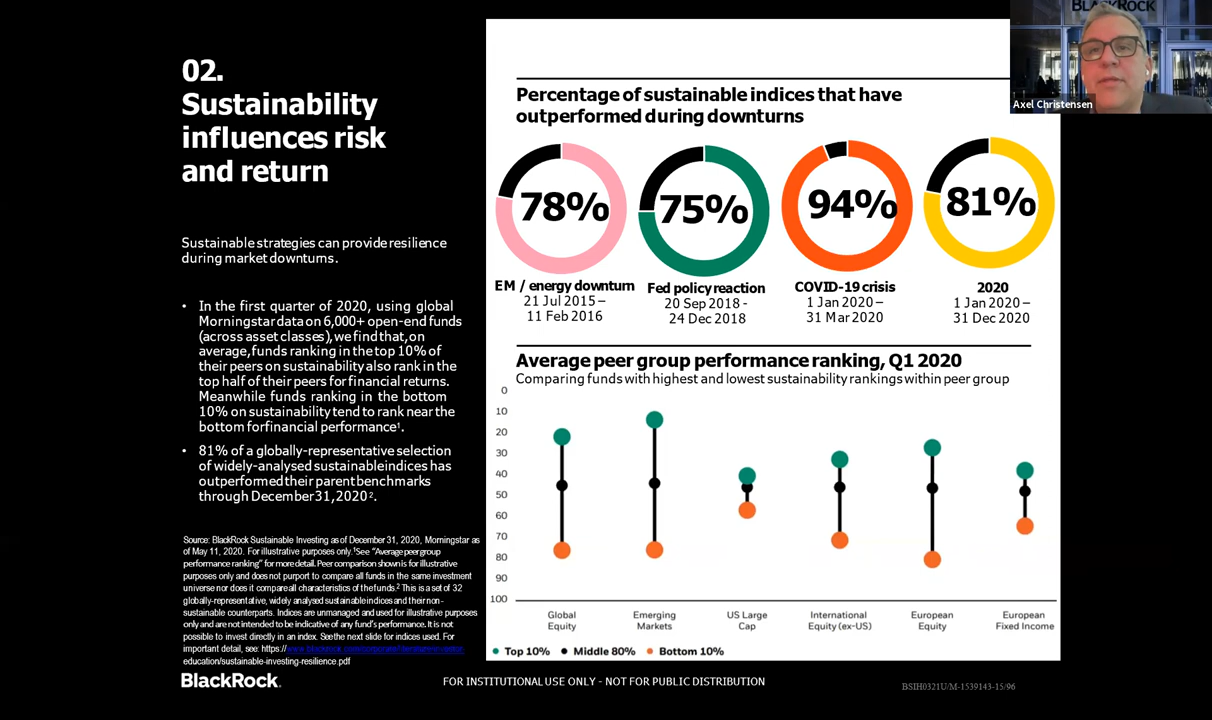 02.
Sustainability
influences risk
and return
Sustainable strategies can provide resilience
during market downturns.
• In the first quarter of 2020, using global
Morningstar data on 6,000+ open-end funds
(across asset classes), we find that, on
average, funds ranking in the top 10% of
their peers on sustainability also rank in the
top half of their peers for financial returns.
Meanwhile funds ranking in the bottom
10% on sustainability tend to rank near the
bottom for financial performance¹.
• 81% of a globally-representative selection
of widely-analysed sustainable indices has
outperformed their parent benchmarks
through December 31, 2020 ².
Source: BlackRock Sustainable Investing as of December 31, 2020, Morningstar as
of May 11, 2020. For illustrative purposes only. ¹See "Average peer group
performance ranking" for more detail. Peer comparison shown is for illustrative
purposes only and does not purport to compare all funds in the same investment
universe nor does it compare all characteristics of the funds. ² This is a set of 32
globally-representative, widely analysed sustainable indices and their non-
sustainable counterparts. Indices are unmanaged and used for illustrative purposes
only and are not intended to be indicative of any fund's performance. It is not
possible to invest directly in an index. See the next slide for indices used. For
important detail, see: https://
education/sustainable-investing-resilience.pdf
BlackRock.
Percentage of sustainable indices that have
outperformed during downturns
78% 75% 94% 81%
EM / energy downturn Fed policy reaction COVID-19 crisis 2020
21 Jul 2015 – 20 Sep 2018 - 1 Jan 2020 – 1 Jan 2020 –
11 Feb 2016 24 Dec 2018 31 Mar 2020 31 Dec 2020
Average peer group performance ranking, Q1 2020
Comparing funds with highest and lowest sustainability rankings within peer group
0
10
20
30
40
50
60
70
80
90
100
Global Emerging US Large International European European
Equity Markets Cap Equity (ex-US) Equity Fixed Income
• Top 10% • Middle 80% • Bottom 10%
FOR INSTITUTIONAL USE ONLY - NOT FOR PUBLIC DISTRIBUTION
BSIH0321U/M-1539143-15/96
BLACKROCK
Axel Christensen